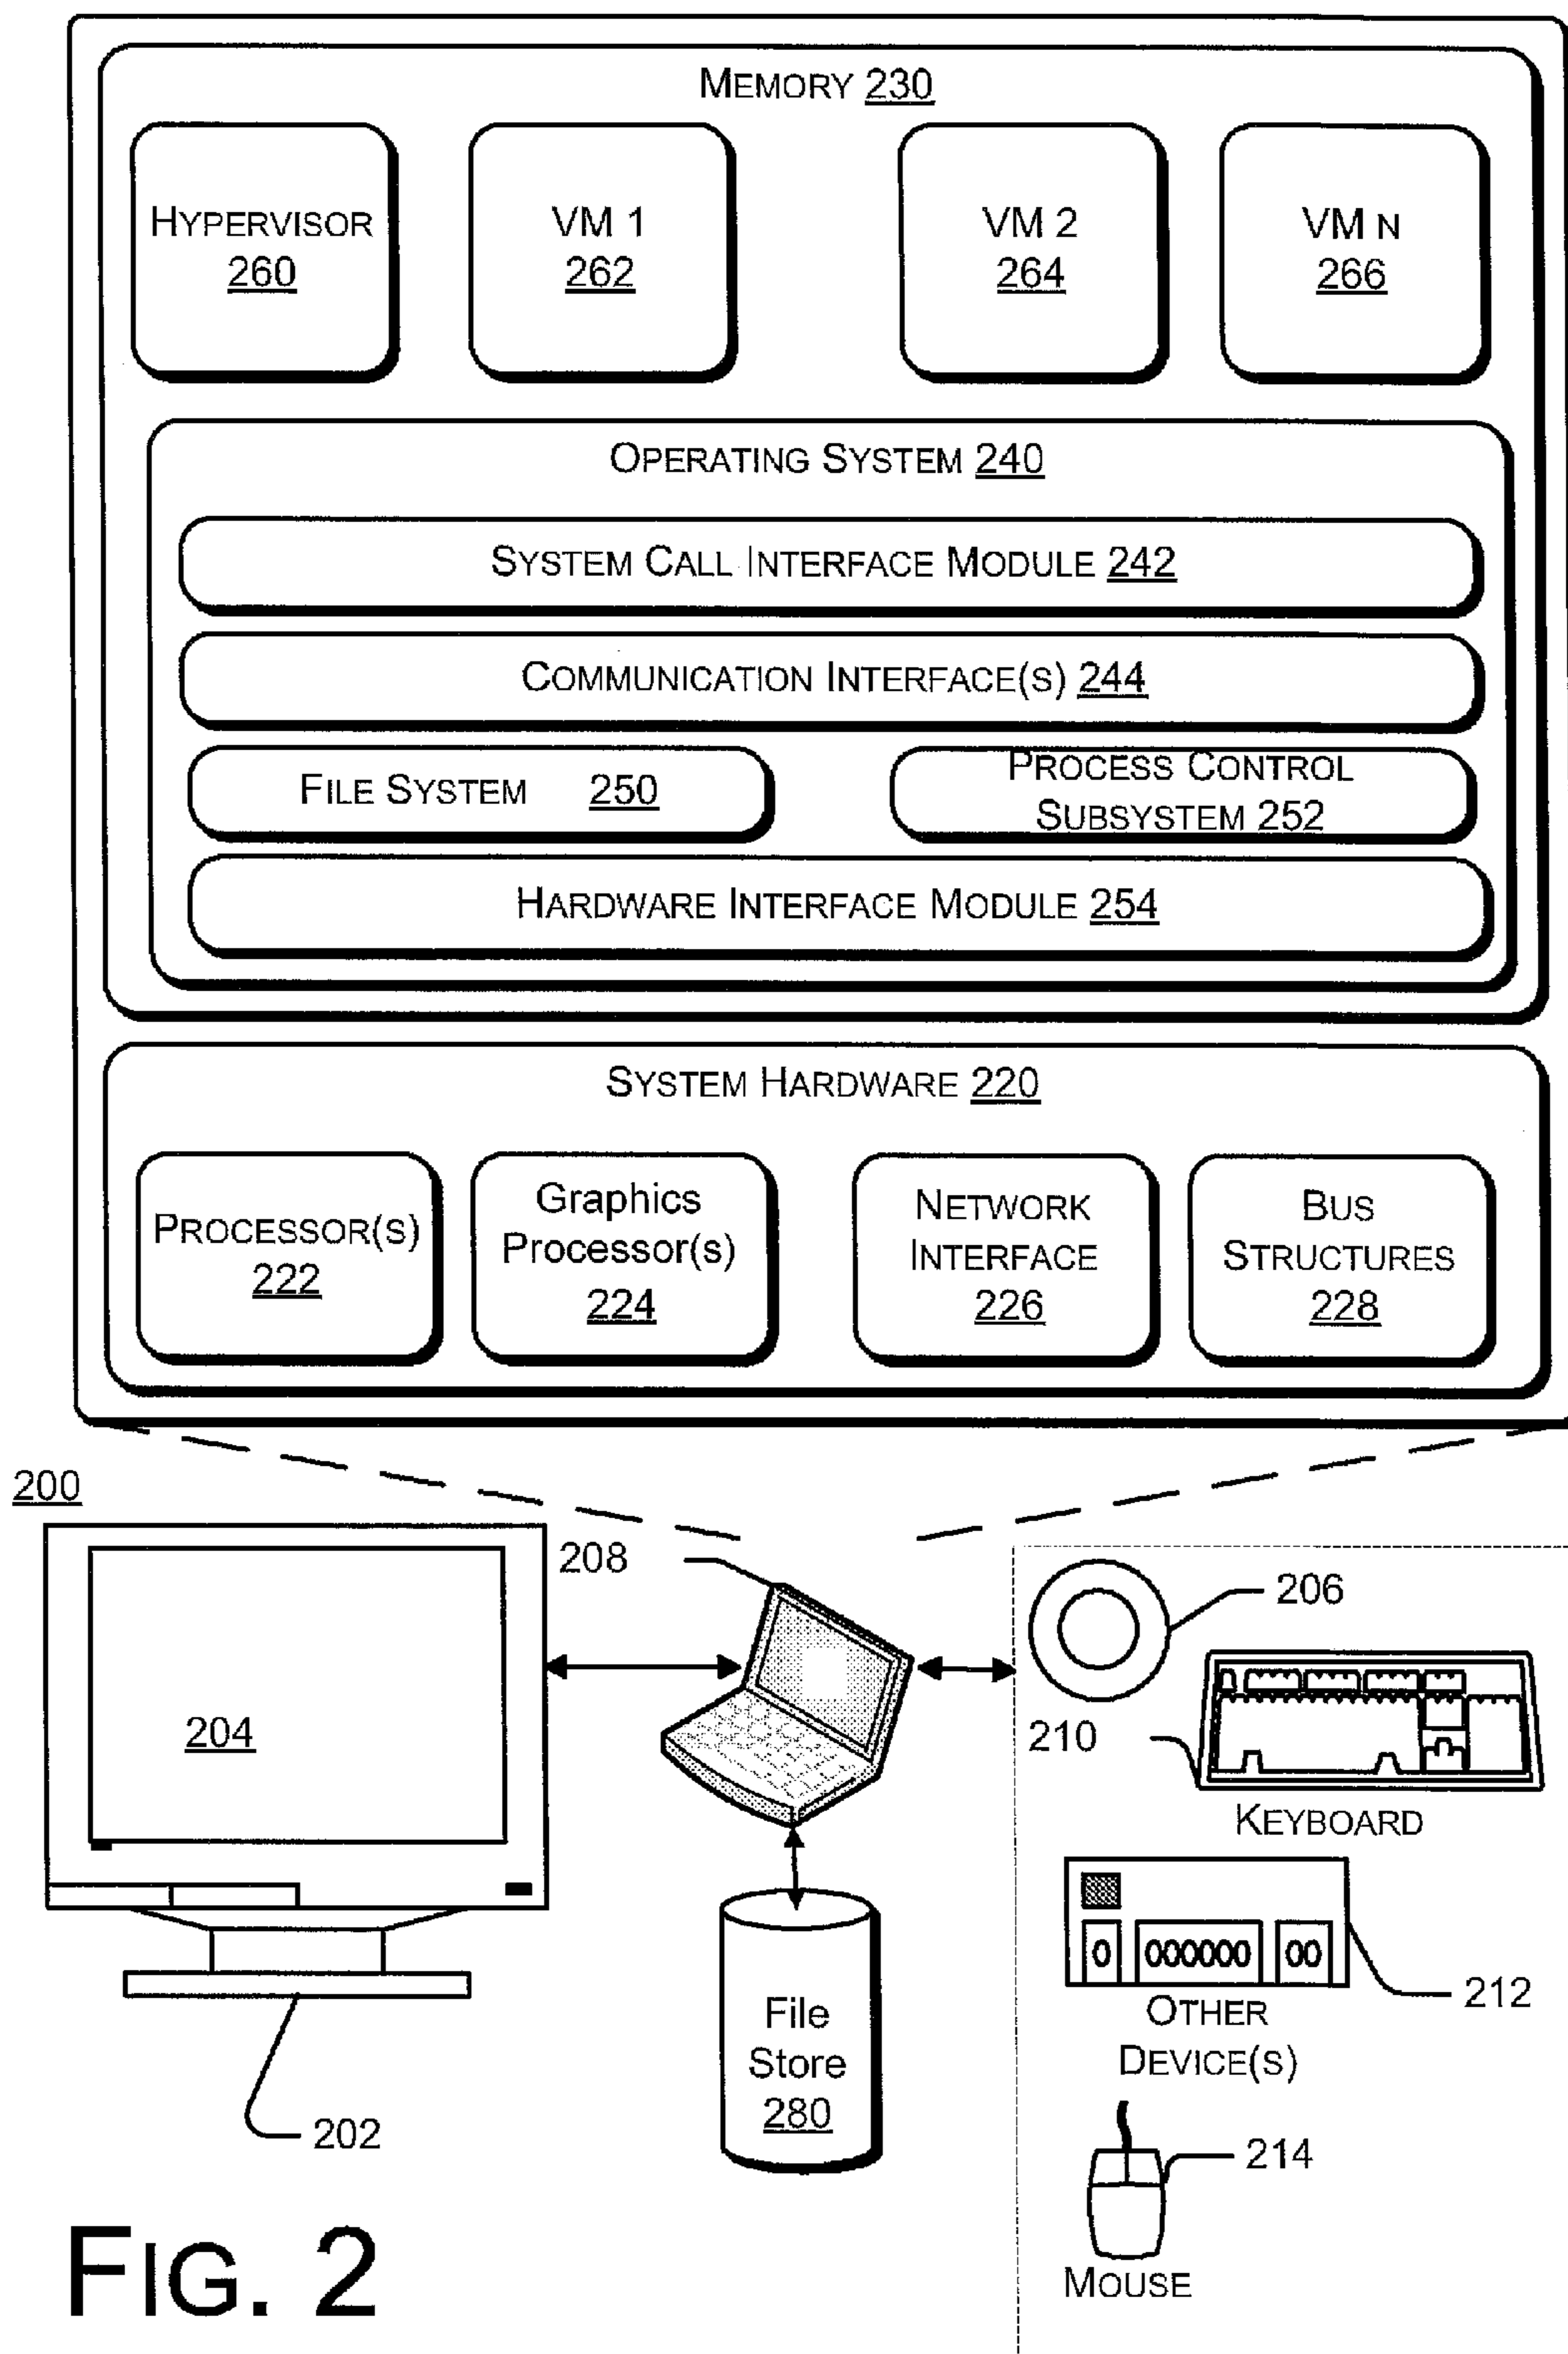 MEMORY 230
HYPERVISOR
260
VM 1
262
VM 2
264
VM N
266
OPERATING SYSTEM 240
SYSTEM CALL INTERFACE MODULE 242
COMMUNICATION INTERFACE(S) 244
FILE SYSTEM 250
PROCESS CONTROL
SUBSYSTEM 252
HARDWARE INTERFACE MODULE 254
SYSTEM HARDWARE 220
PROCESSOR(S)
222
Graphics
Processor(s)
224
NETWORK
INTERFACE
226
BUS
STRUCTURES
228
200
208
206
204
210
KEYBOARD
212
OTHER
DEVICE(S)
File
Store
280
202
214
MOUSE
FIG. 2